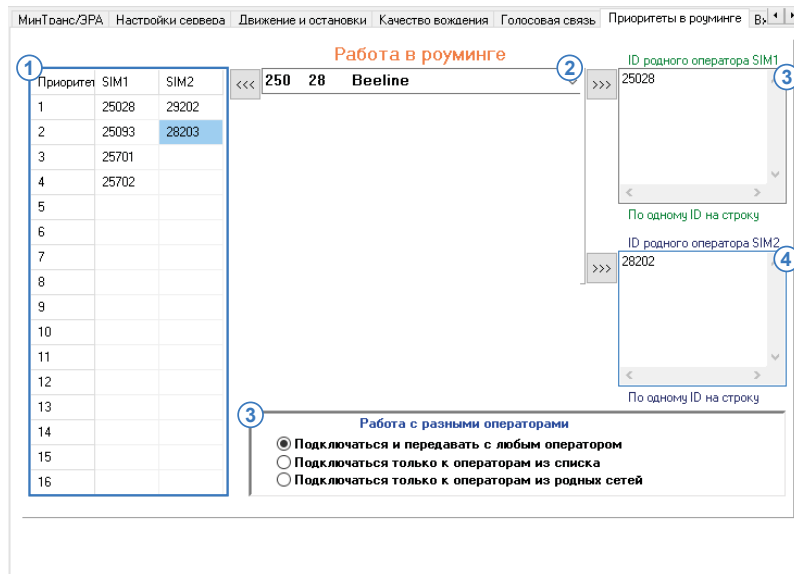 МинТранс/ЭРА Настройки сервера Движение и остановки Качество вождения Голосовая связь Приоритеты в роуминге
Работа в роуминге
1
Приоритет SIM1 SIM2
1 25028 29202
2 25093 28203
3 25701
4 25702
5
6
7
8
9
10
11
12
13
14
15
16
<<< 250 28 Beeline
2
>>>
ID родного оператора SIM1
3
25028
По одному ID на строку
ID родного оператора SIM2
4
>>>
28202
По одному ID на строку
3
Работа с разными операторами
Подключаться и передавать с любым оператором
Подключаться только к операторам из списка
Подключаться только к операторам из родных сетей